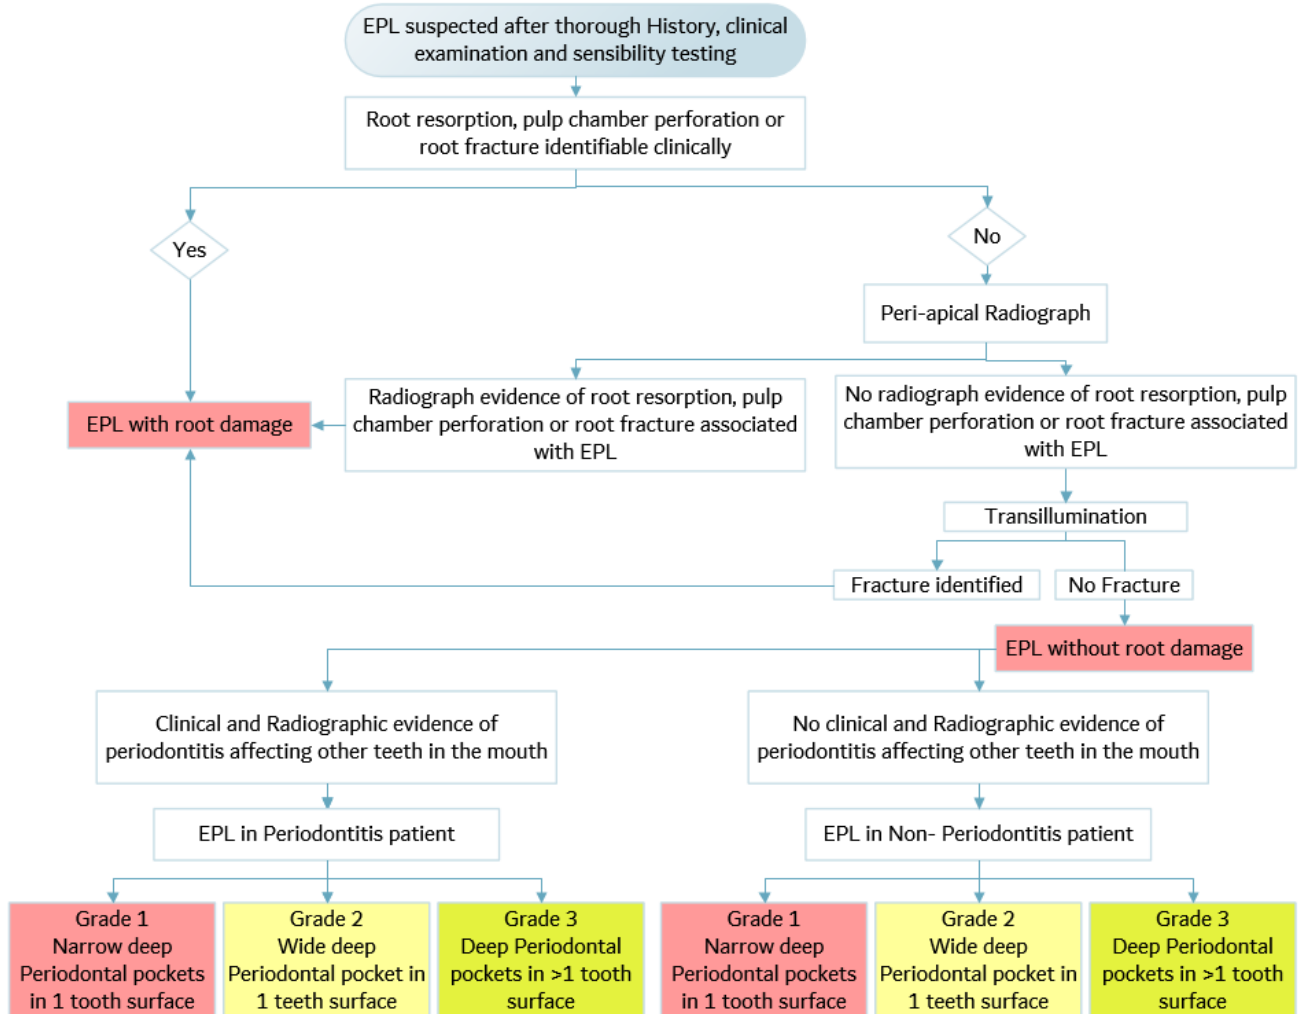 EPL suspected after thorough History, clinical
examination and sensibility testing
Root resorption, pulp chamber perforation or
root fracture identifiable clinically
Yes
No
Peri-apical Radiograph
Radiograph evidence of root resorption, pulp
chamber perforation or root fracture associated
with EPL
No radiograph evidence of root resorption, pulp
chamber perforation or root fracture associated
with EPL
EPL with root damage
Transillumination
Fracture identified
No Fracture
EPL without root damage
Clinical and Radiographic evidence of
periodontitis affecting other teeth in the mouth
No clinical and Radiographic evidence of
periodontitis affecting other teeth in the mouth
EPL in Periodontitis patient
EPL in Non- Periodontitis patient
Grade 1
Narrow deep
Periodontal pockets
in 1 tooth surface
Grade 2
Wide deep
Periodontal pocket in
1 teeth surface
Grade 3
Deep Periodontal
pockets in >1 tooth
surface
Grade 1
Narrow deep
Periodontal pockets
in 1 tooth surface
Grade 2
Wide deep
Periodontal pocket in
1 teeth surface
Grade 3
Deep Periodontal
pockets in >1 tooth
surface